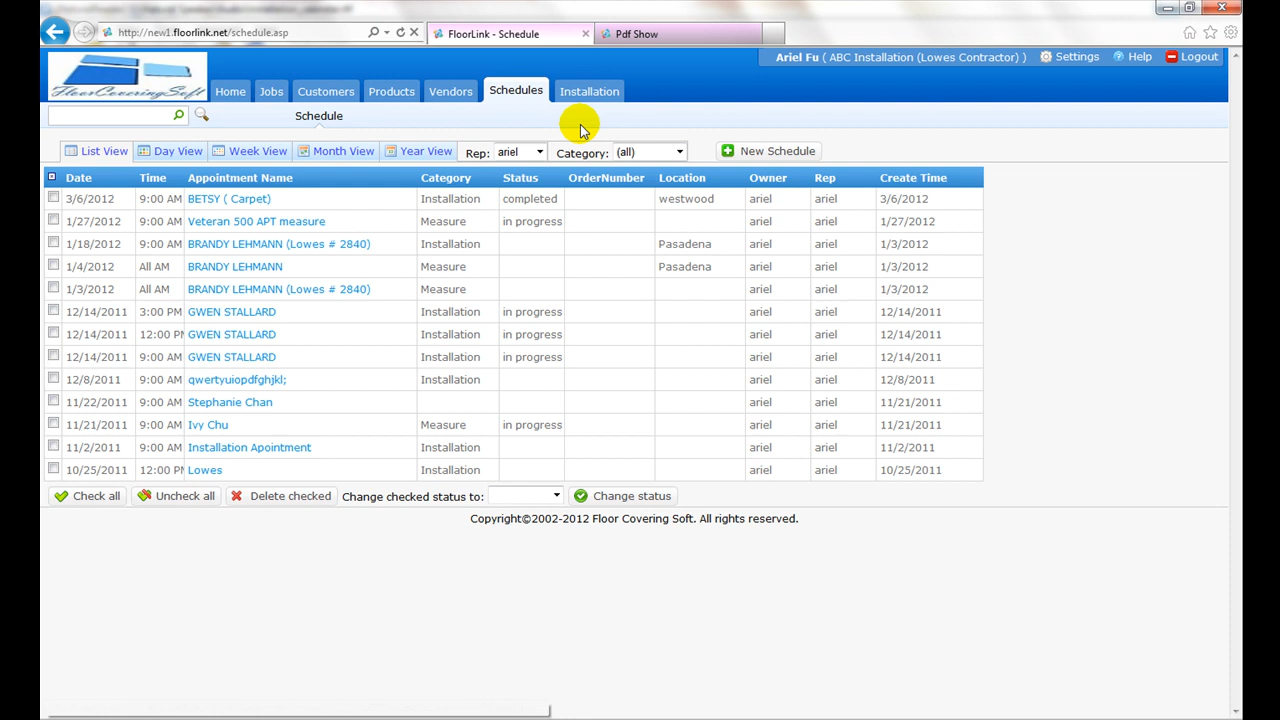 http://new1.floorlink.net/schedule.asp
FloorLink - Schedule
Pdf Show
Ariel Fu ( ABC Installation (Lowes Contractor) ) Settings Help Logout
FloorCoveringSoft
Home Jobs Customers Products Vendors Schedules Installation
Schedule
List View Day View Week View Month View Year View Rep: ariel Category: (all) New Schedule
Date Time Appointment Name Category Status OrderNumber Location Owner Rep Create Time
3/6/2012 9:00 AM BETSY ( Carpet) Installation completed westwood ariel ariel 3/6/2012
1/27/2012 9:00 AM Veteran 500 APT measure Measure in progress ariel ariel 1/27/2012
1/18/2012 9:00 AM BRANDY LEHMANN (Lowes # 2840) Installation Pasadena ariel ariel 1/3/2012
1/4/2012 All AM BRANDY LEHMANN Measure Pasadena ariel ariel 1/3/2012
1/3/2012 All AM BRANDY LEHMANN (Lowes # 2840) Measure ariel ariel 1/3/2012
12/14/2011 3:00 PM GWEN STALLARD Installation in progress ariel ariel 12/14/2011
12/14/2011 12:00 PM GWEN STALLARD Installation in progress ariel ariel 12/14/2011
12/14/2011 9:00 AM GWEN STALLARD Installation in progress ariel ariel 12/14/2011
12/8/2011 9:00 AM qwertyuiopdfghjkl; Installation ariel ariel 12/8/2011
11/22/2011 9:00 AM Stephanie Chan ariel ariel 11/21/2011
11/21/2011 9:00 AM Ivy Chu Measure in progress ariel ariel 11/21/2011
11/2/2011 9:00 AM Installation Apointment Installation ariel ariel 11/2/2011
10/25/2011 12:00 PM Lowes Installation ariel ariel 10/25/2011
Check all Uncheck all Delete checked Change checked status to: Change status
Copyright©2002-2012 Floor Covering Soft. All rights reserved.